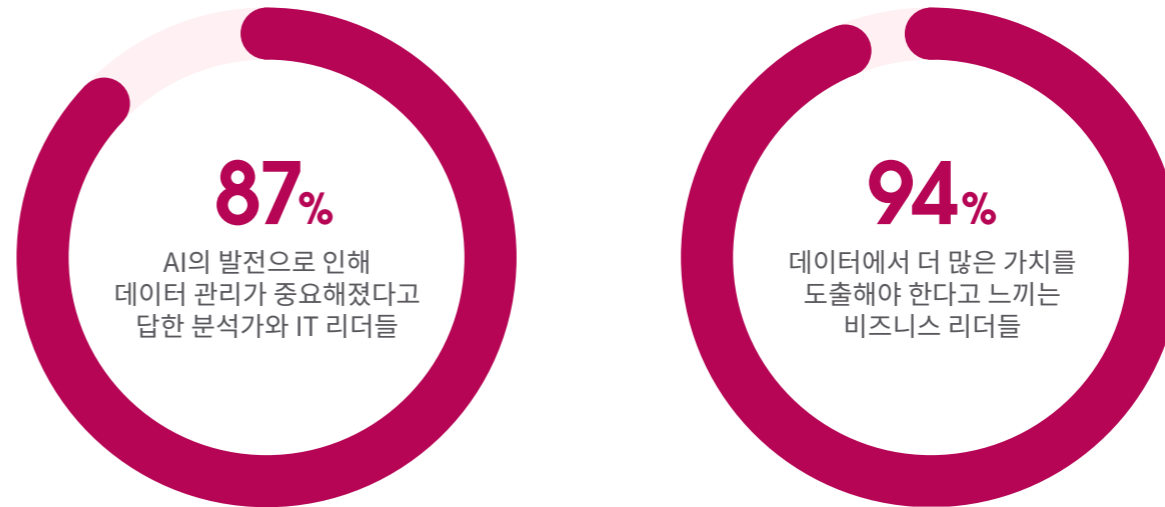 87%
AI의 발전으로 인해
데이터 관리가 중요해졌다고
답한 분석가와 IT 리더들
94%
데이터에서 더 많은 가치를
도출해야 한다고 느끼는
비즈니스 리더들